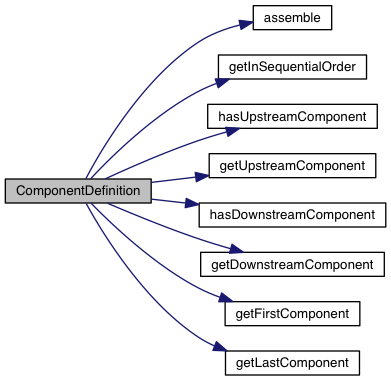 assemble
getInSequentialOrder
hasUpstreamComponent
getUpstreamComponent
ComponentDefinition
hasDownstreamComponent
getDownstreamComponent
getFirstComponent
getLastComponent